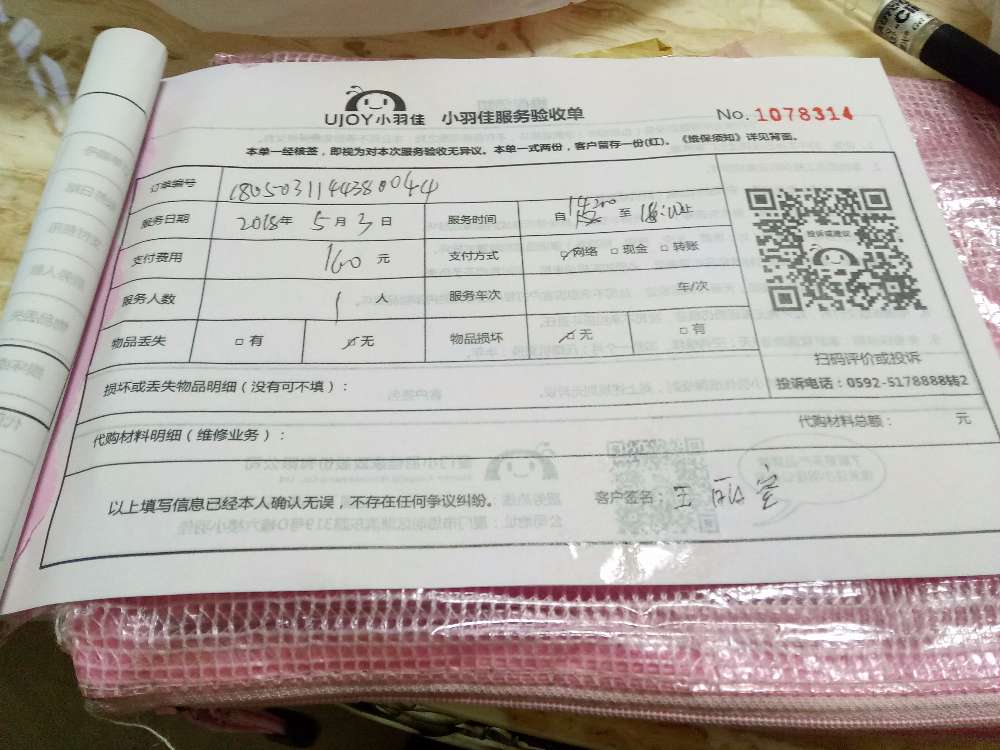 UJOY小羽佳 小羽佳服务验收单 No. 1078314
本单一经核签，即视为对本次服务验收无异议。本单一式两份，客户留存一份(红)。《维保须知》详见背面。
订单编号 1805031144380044
服务日期 2018年 5月 3日 服务时间 自 14:00 至 18:00止
支付费用 160 元 支付方式 ☑网络 □现金 □转账
服务人数 1 人 服务车次 车/次
物品丢失 □有 ☑无 物品损坏 ☑无 □有
投诉或建议
扫码评价或投诉
投诉电话：0592-5178888转2
损坏或丢失物品明细（没有可不填）：
代购材料明细（维修业务）： 代购材料总额： 元
以上填写信息已经本人确认无误，不存在任何争议纠纷。 客户签名：王